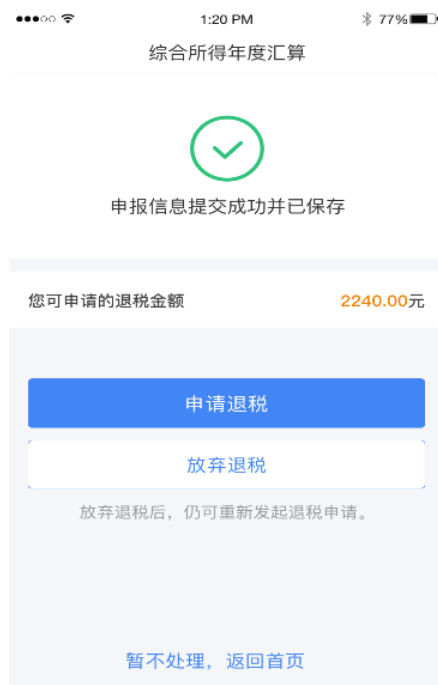 1:20 PM 77%
综合所得年度汇算
申报信息提交成功并已保存
您可申请的退税金额 2240.00元
申请退税
放弃退税
放弃退税后，仍可重新发起退税申请。
暂不处理，返回首页